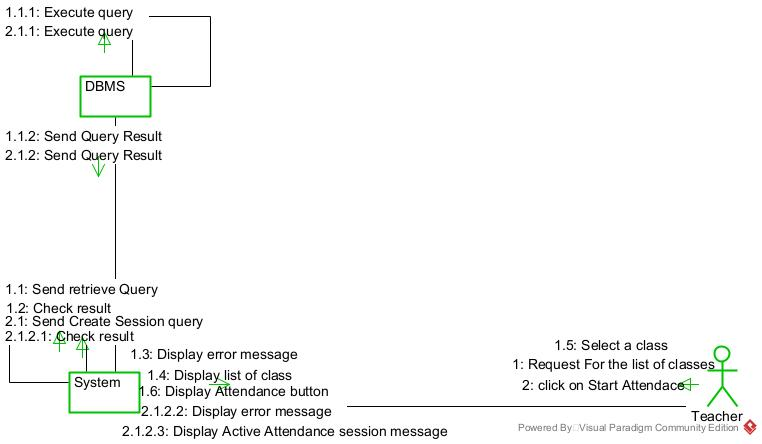 1.1.1: Execute query
2.1.1: Execute query
DBMS
1.1.2: Send Query Result
2.1.2: Send Query Result
1.1: Send retrieve Query
1.2: Check result
2.1: Send Create Session query
2.1.2.1: Check result
System
1.3: Display error message
1.4: Display list of class
1.6: Display Attendance button
2.1.2.2: Display error message
2.1.2.3: Display Active Attendance session message
1.5: Select a class
1: Request For the list of classes
2: click on Start Attendace
Teacher
Powered By Visual Paradigm Community Edition